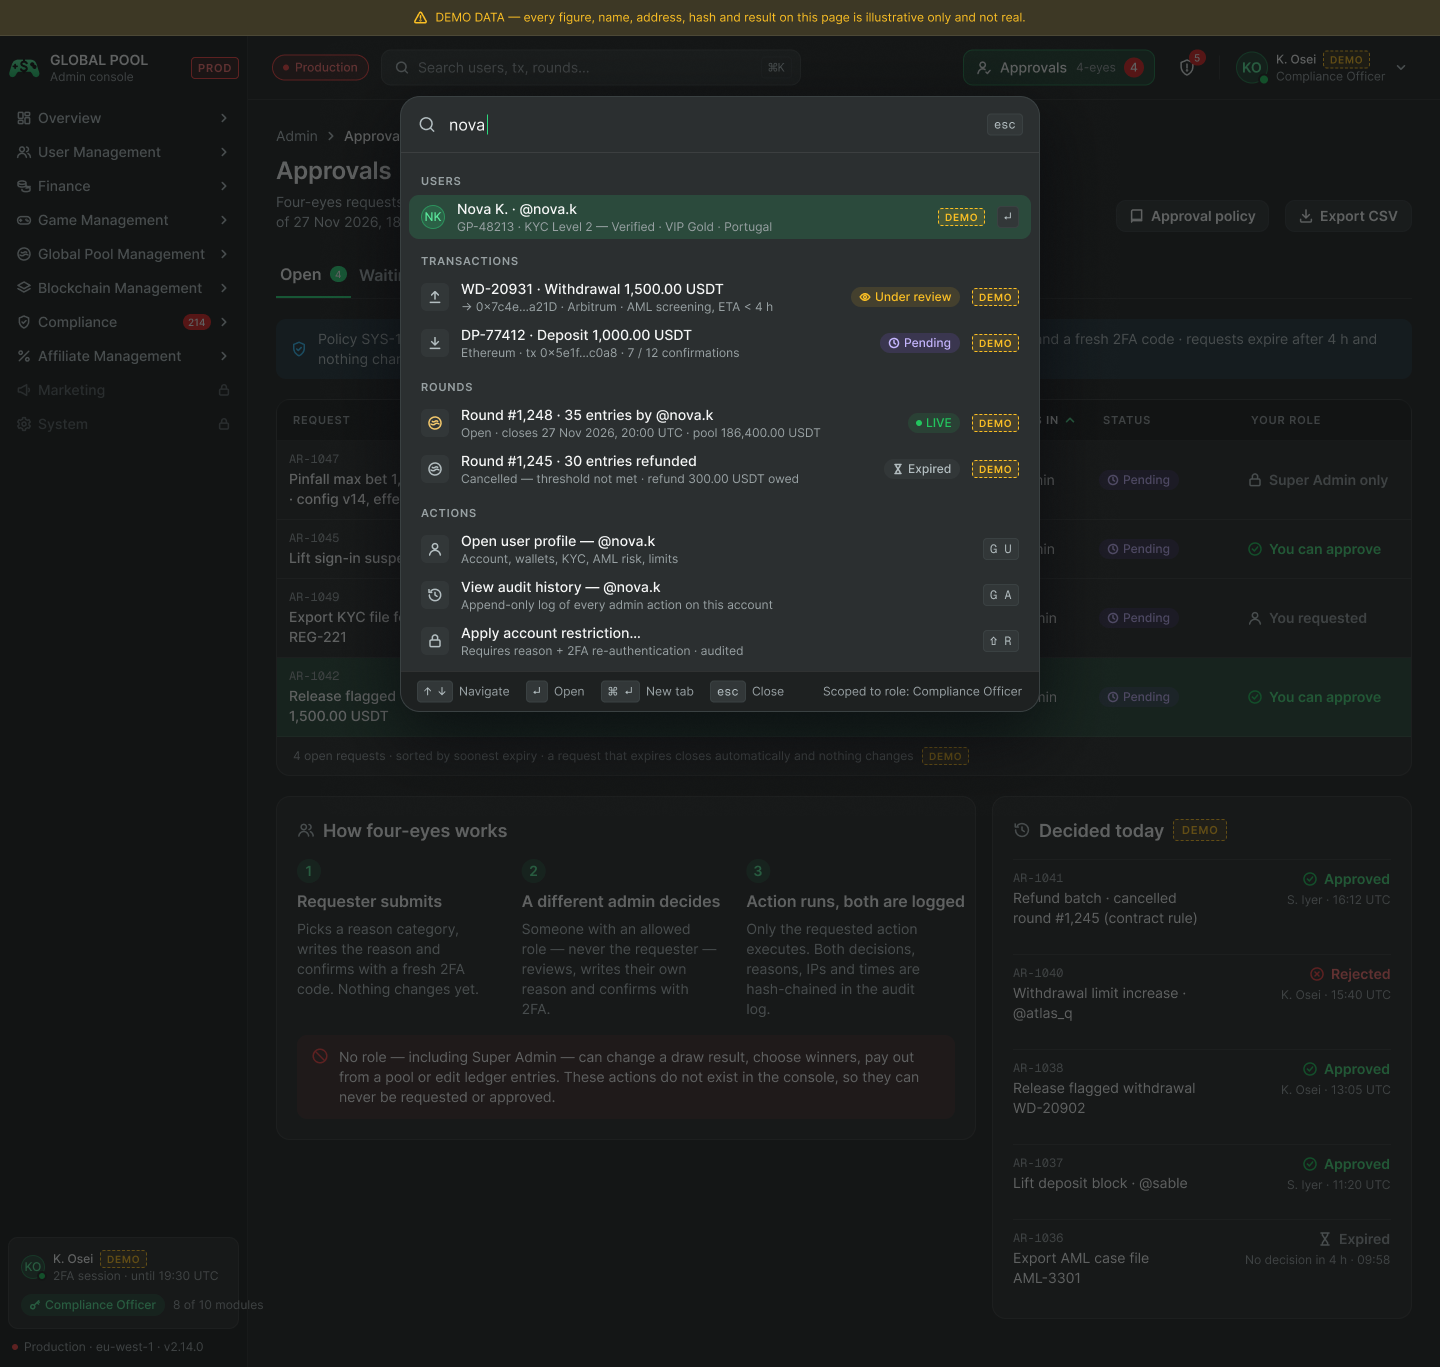 DEMO DATA — every figure, name, address, hash and result on this page is illustrative only and not real.
GLOBAL POOL
Admin console
PROD
Overview
User Management
Finance
Game Management
Global Pool Management
Blockchain Management
Compliance
214
Affiliate Management
Marketing
System
Production
Search users, tx, rounds...
⌘K
Approvals
4-eyes
4
5
KO
K. Osei
DEMO
Compliance Officer
Admin
Approva
Approvals
Four-eyes requests
of 27 Nov 2026, 18
Approval policy
Export CSV
Open
4
Waitin
Policy SYS-1
nothing char
and a fresh 2FA code · requests expire after 4 h and
nova
esc
USERS
NK
Nova K. · @nova.k
GP-48213 · KYC Level 2 — Verified · VIP Gold · Portugal
DEMO
↵
TRANSACTIONS
WD-20931 · Withdrawal 1,500.00 USDT
→ 0×7c4e…a21D · Arbitrum · AML screening, ETA < 4 h
Under review
DEMO
DP-77412 · Deposit 1,000.00 USDT
Ethereum · tx 0×5e1f…c0a8 · 7 / 12 confirmations
Pending
DEMO
ROUNDS
Round #1,248 · 35 entries by @nova.k
Open · closes 27 Nov 2026, 20:00 UTC · pool 186,400.00 USDT
LIVE
DEMO
Round #1,245 · 30 entries refunded
Cancelled — threshold not met · refund 300.00 USDT owed
Expired
DEMO
ACTIONS
Open user profile — @nova.k
Account, wallets, KYC, AML risk, limits
G U
View audit history — @nova.k
Append-only log of every admin action on this account
G A
Apply account restriction…
Requires reason + 2FA re-authentication · audited
⇧ R
↑ ↓ Navigate
↵ Open
⌘ ↵ New tab
esc Close
Scoped to role: Compliance Officer
REQUEST
S IN
STATUS
YOUR ROLE
AR-1047
Pinfall max bet 1,
· config v14, effe
in
Pending
Super Admin only
AR-1045
Lift sign-in suspe
in
Pending
You can approve
AR-1049
Export KYC file fo
REG-221
in
Pending
You requested
AR-1042
Release flagged
1,500.00 USDT
in
Pending
You can approve
4 open requests · sorted by soonest expiry · a request that expires closes automatically and nothing changes
DEMO
How four-eyes works
1
Requester submits
Picks a reason category,
writes the reason and
confirms with a fresh 2FA
code. Nothing changes yet.
2
A different admin decides
Someone with an allowed
role — never the requester —
reviews, writes their own
reason and confirms with
2FA.
3
Action runs, both are logged
Only the requested action
executes. Both decisions,
reasons, IPs and times are
hash-chained in the audit
log.
No role — including Super Admin — can change a draw result, choose winners, pay out
from a pool or edit ledger entries. These actions do not exist in the console, so they can
never be requested or approved.
Decided today
DEMO
AR-1041
Refund batch · cancelled
round #1,245 (contract rule)
Approved
S. Iyer · 16:12 UTC
AR-1040
Withdrawal limit increase ·
@atlas_q
Rejected
K. Osei · 15:40 UTC
AR-1038
Release flagged withdrawal
WD-20902
Approved
K. Osei · 13:05 UTC
AR-1037
Lift deposit block · @sable
Approved
S. Iyer · 11:20 UTC
AR-1036
Export AML case file
AML-3301
Expired
No decision in 4 h · 09:58
KO
K. Osei
DEMO
2FA session · until 19:30 UTC
Compliance Officer
8 of 10 modules
Production · eu-west-1 · v2.14.0